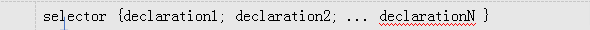 selector {declaration1; declaration2; ... declarationN }